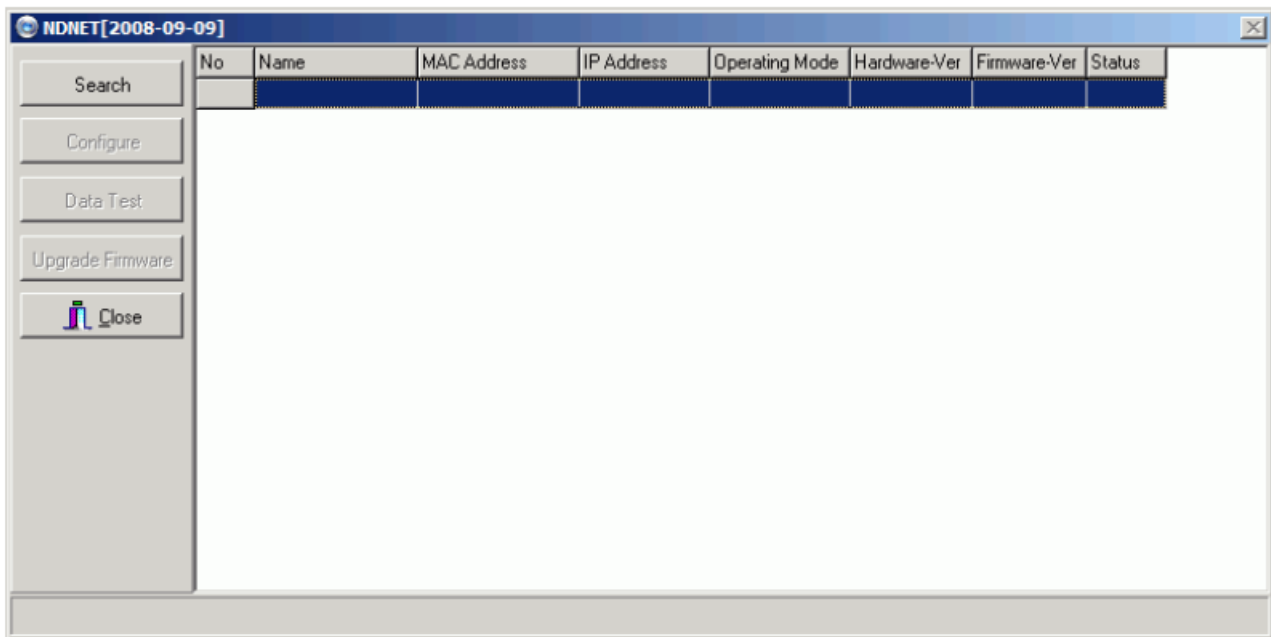 NDNET[2008-09-09]
No Name MAC Address IP Address Operating Mode Hardware-Ver Firmware-Ver Status
Search
Configure
Data Test
Upgrade Firmware
Close